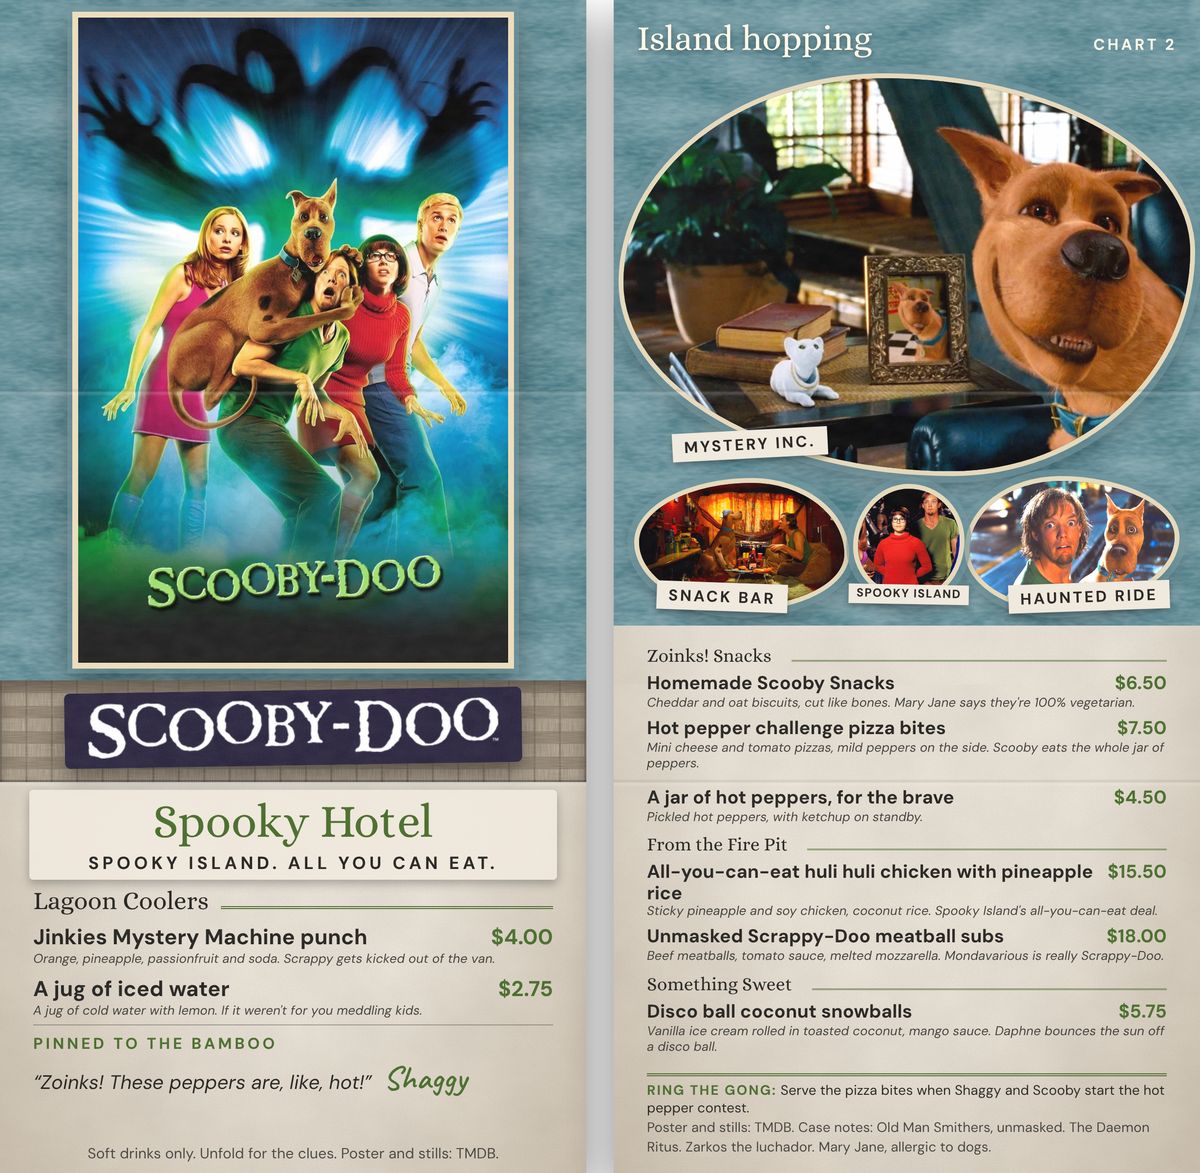 SCOOBY-DOO
SCOOBY-DOO™
Spooky Hotel
SPOOKY ISLAND. ALL YOU CAN EAT.
Lagoon Coolers
Jinkies Mystery Machine punch $4.00
Orange, pineapple, passionfruit and soda. Scrappy gets kicked out of the van.
A jug of iced water $2.75
A jug of cold water with lemon. If it weren't for you meddling kids.
PINNED TO THE BAMBOO
“Zoinks! These peppers are, like, hot!” Shaggy
Soft drinks only. Unfold for the clues. Poster and stills: TMDB.
Island hopping
CHART 2
MYSTERY INC.
SNACK BAR
SPOOKY ISLAND
HAUNTED RIDE
Zoinks! Snacks
Homemade Scooby Snacks $6.50
Cheddar and oat biscuits, cut like bones. Mary Jane says they're 100% vegetarian.
Hot pepper challenge pizza bites $7.50
Mini cheese and tomato pizzas, mild peppers on the side. Scooby eats the whole jar of
peppers.
A jar of hot peppers, for the brave $4.50
Pickled hot peppers, with ketchup on standby.
From the Fire Pit
All-you-can-eat huli huli chicken with pineapple $15.50
rice
Sticky pineapple and soy chicken, coconut rice. Spooky Island's all-you-can-eat deal.
Unmasked Scrappy-Doo meatball subs $18.00
Beef meatballs, tomato sauce, melted mozzarella. Mondavarious is really Scrappy-Doo.
Something Sweet
Disco ball coconut snowballs $5.75
Vanilla ice cream rolled in toasted coconut, mango sauce. Daphne bounces the sun off
a disco ball.
RING THE GONG: Serve the pizza bites when Shaggy and Scooby start the hot
pepper contest.
Poster and stills: TMDB. Case notes: Old Man Smithers, unmasked. The Daemon
Ritus. Zarkos the luchador. Mary Jane, allergic to dogs.